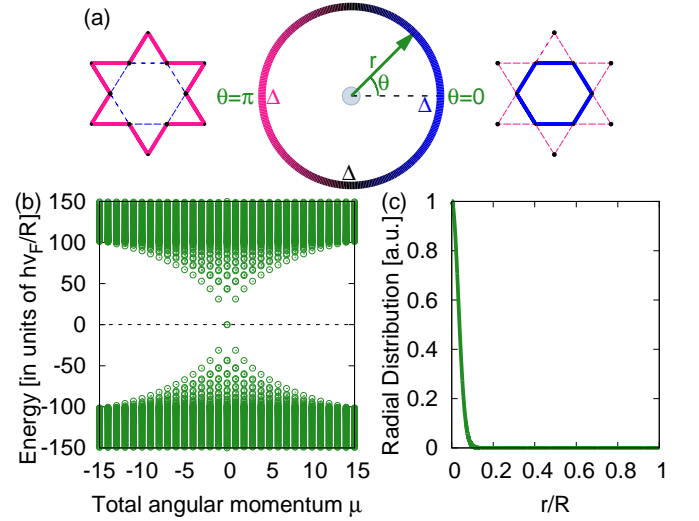 (a)
r
θ
θ=π
Δ
Δ
θ=0
Δ
(b)
150
100
50
0
-50
-100
-150
Energy [in units of hv_F/R]
-15
-10
-5
0
5
10
15
Total angular momentum μ
(c)
1
0.8
0.6
0.4
0.2
0
Radial Distribution [a.u.]
0
0.2
0.4
0.6
0.8
1
r/R